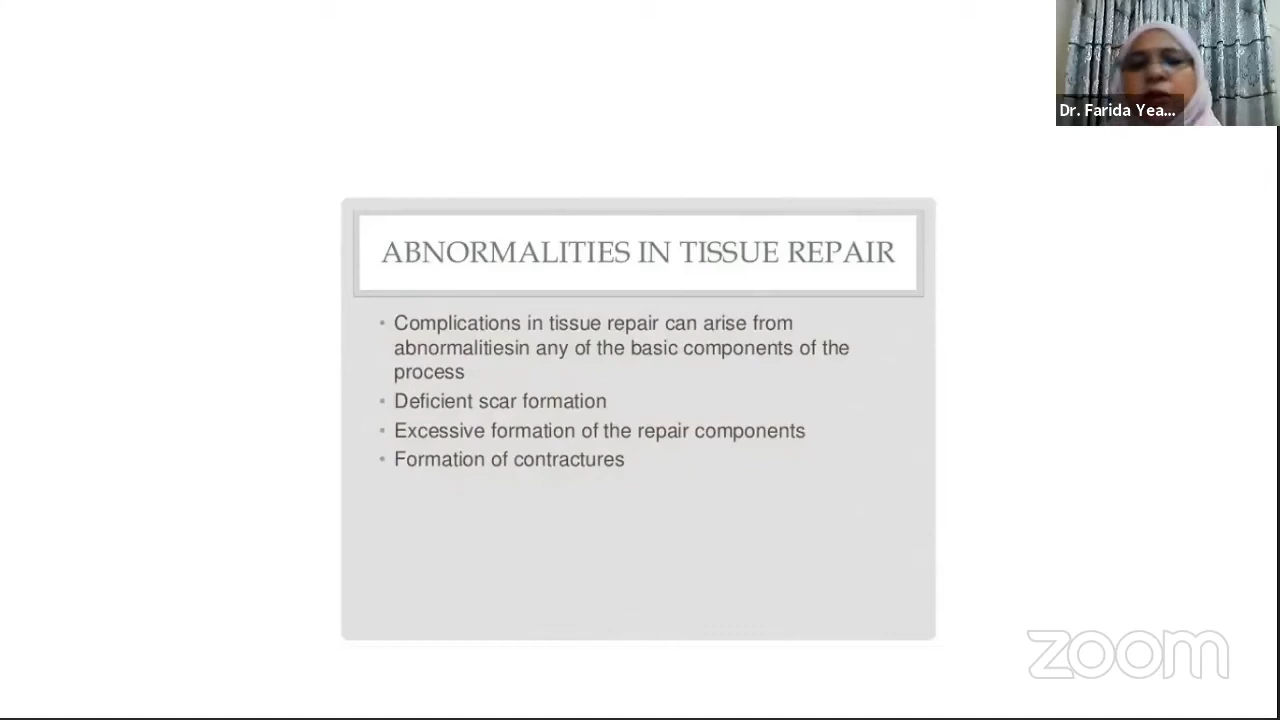 Dr. Farida Yea...
ABNORMALITIES IN TISSUE REPAIR
• Complications in tissue repair can arise from
abnormalitiesin any of the basic components of the
process
• Deficient scar formation
• Excessive formation of the repair components
• Formation of contractures
zoom